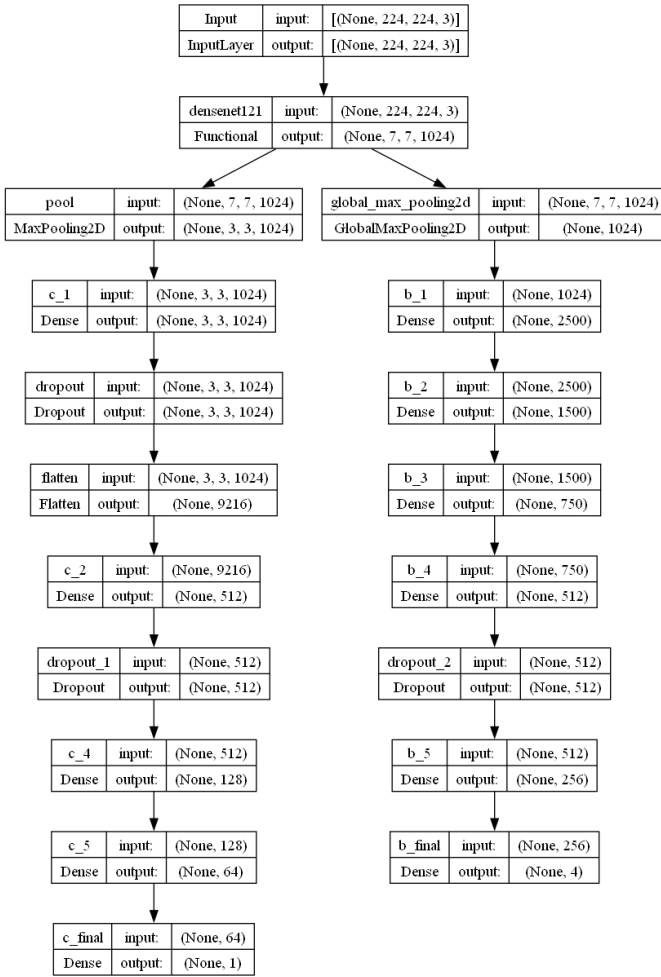 Input input: [(None, 224, 224, 3)]
InputLayer output: [(None, 224, 224, 3)]
densenet121 input: (None, 224, 224, 3)
Functional output: (None, 7, 7, 1024)
pool input: (None, 7, 7, 1024)
MaxPooling2D output: (None, 3, 3, 1024)
c_1 input: (None, 3, 3, 1024)
Dense output: (None, 3, 3, 1024)
dropout input: (None, 3, 3, 1024)
Dropout output: (None, 3, 3, 1024)
flatten input: (None, 3, 3, 1024)
Flatten output: (None, 9216)
c_2 input: (None, 9216)
Dense output: (None, 512)
dropout_1 input: (None, 512)
Dropout output: (None, 512)
c_4 input: (None, 512)
Dense output: (None, 128)
c_5 input: (None, 128)
Dense output: (None, 64)
c_final input: (None, 64)
Dense output: (None, 1)
global_max_pooling2d input: (None, 7, 7, 1024)
GlobalMaxPooling2D output: (None, 1024)
b_1 input: (None, 1024)
Dense output: (None, 2500)
b_2 input: (None, 2500)
Dense output: (None, 1500)
b_3 input: (None, 1500)
Dense output: (None, 750)
b_4 input: (None, 750)
Dense output: (None, 512)
dropout_2 input: (None, 512)
Dropout output: (None, 512)
b_5 input: (None, 512)
Dense output: (None, 256)
b_final input: (None, 256)
Dense output: (None, 4)